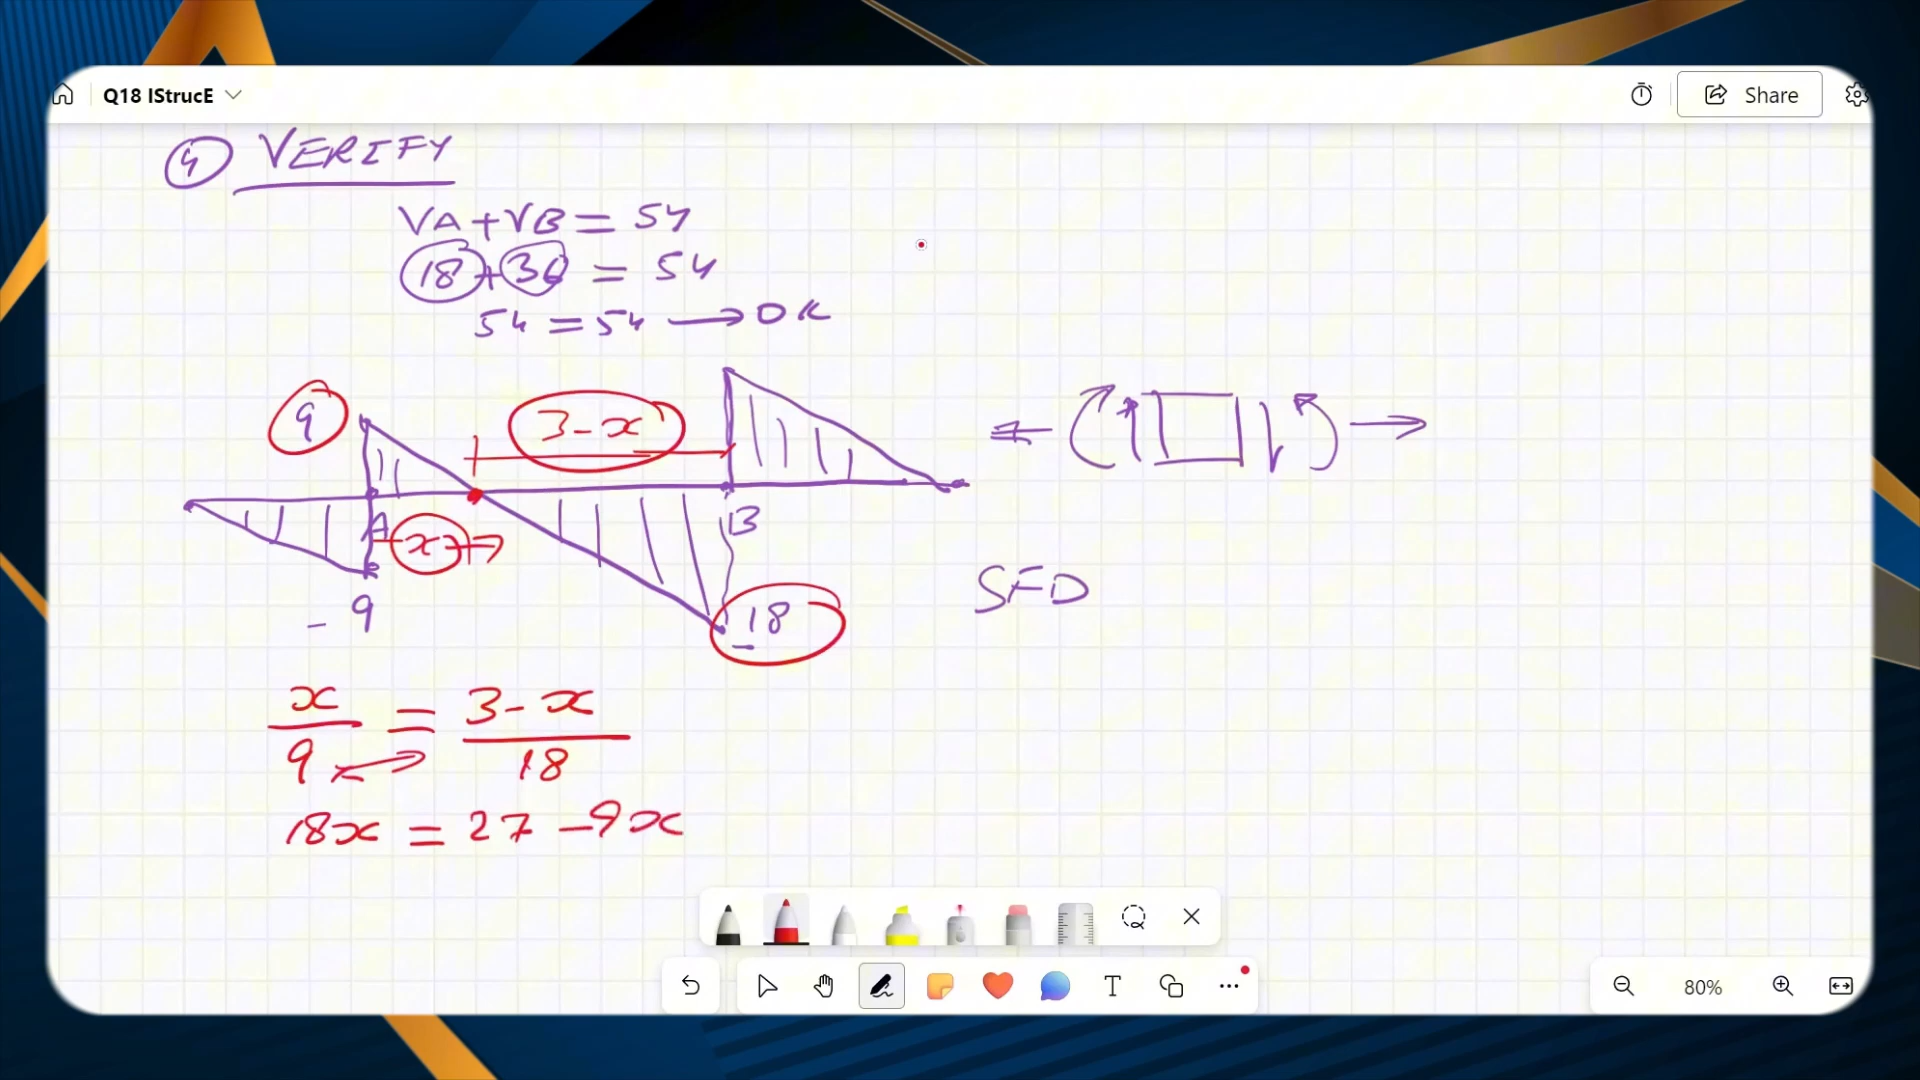 Q18 IStrucE
Share
4 VERIFY
VA + VB = 54
18 + 36 = 54
54 = 54 → OK
9
3 - x
A
x
B
- 9
-18
SFD
x/9 = 3 - x/18
18x = 27 - 9x
T
80%